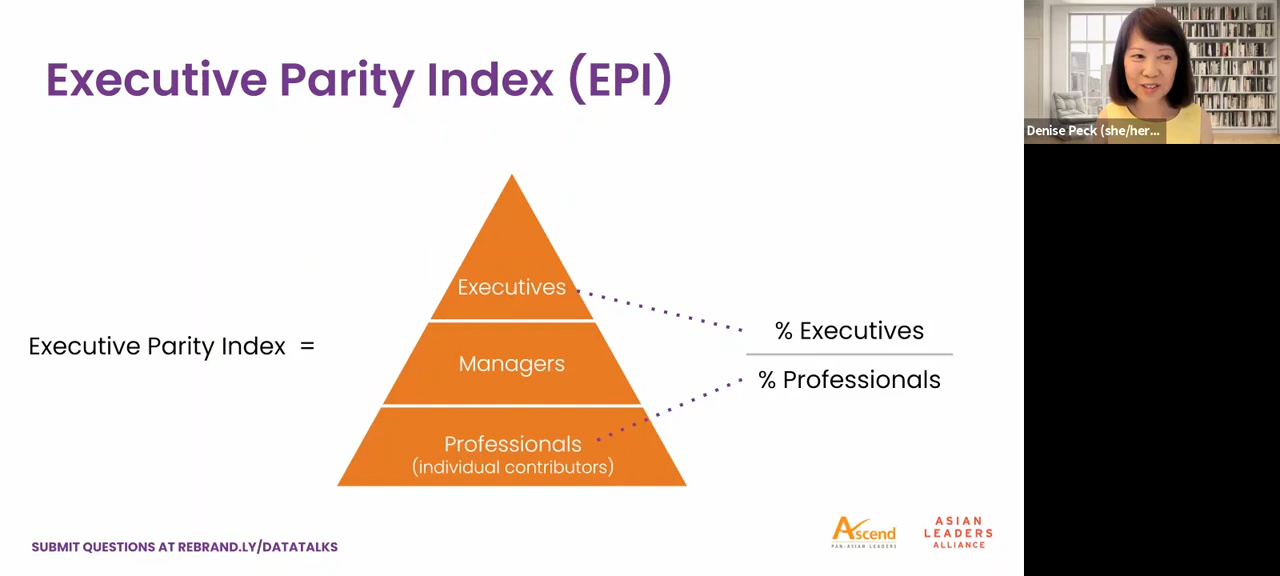 Executive Parity Index (EPI)
Denise Peck (she/her...
Executives
% Executives
Executive Parity Index =
Managers
% Professionals
Professionals
(individual contributors)
SUBMIT QUESTIONS AT REBRAND.LY/DATATALKS
Ascend
PAN-ASIAN LEADERS
ASIAN
LEADERS
ALLIANCE